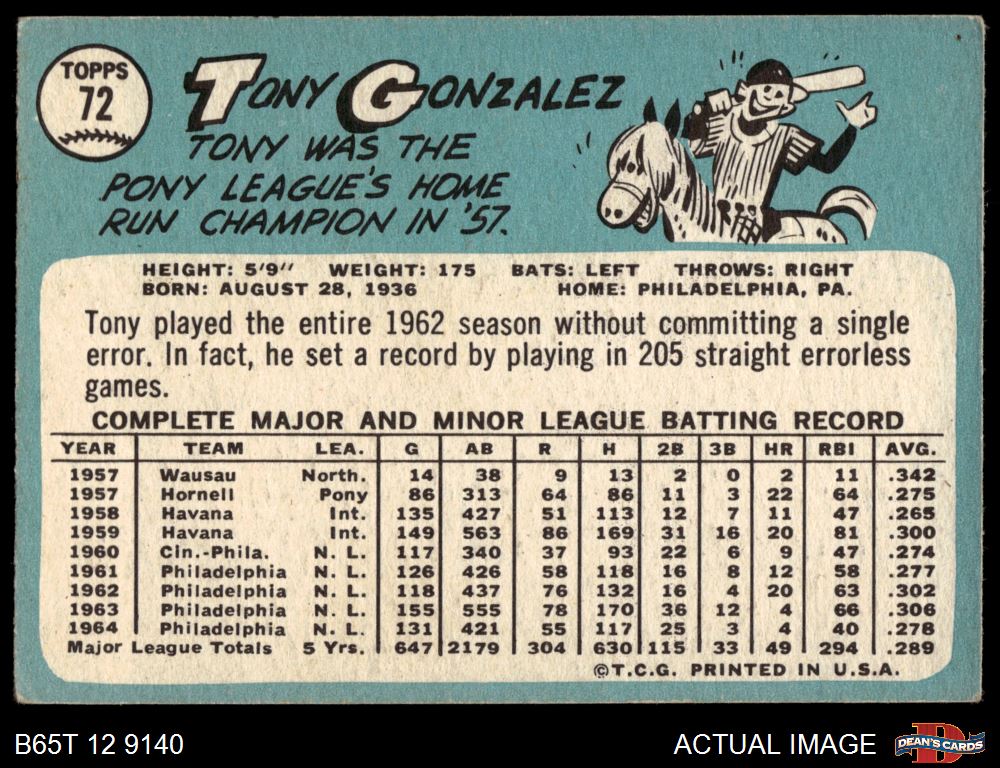 TOPPS
72
TONY GONZALEZ
TONY WAS THE
PONY LEAGUE'S HOME
RUN CHAMPION IN '57.
HEIGHT: 5'9" WEIGHT: 175 BATS: LEFT THROWS: RIGHT
BORN: AUGUST 28, 1936 HOME: PHILADELPHIA, PA.
Tony played the entire 1962 season without committing a single
error. In fact, he set a record by playing in 205 straight errorless
games.
COMPLETE MAJOR AND MINOR LEAGUE BATTING RECORD
YEAR TEAM LEA. G AB R H 2B 3B HR RBI AVG.
1957 Wausau North. 14 38 9 13 2 0 2 11 .342
1957 Hornell Pony 86 313 64 86 11 3 22 64 .275
1958 Havana Int. 135 427 51 113 12 7 11 47 .265
1959 Havana Int. 149 563 86 169 31 16 20 81 .300
1960 Cin.-Phila. N. L. 117 340 37 93 22 6 9 47 .274
1961 Philadelphia N. L. 126 426 58 118 16 8 12 58 .277
1962 Philadelphia N. L. 118 437 76 132 16 4 20 63 .302
1963 Philadelphia N. L. 155 555 78 170 36 12 4 66 .306
1964 Philadelphia N. L. 131 421 55 117 25 3 4 40 .278
Major League Totals 5 Yrs. 647 2179 304 630 115 33 49 294 .289
©T.C.G. PRINTED IN U.S.A.
B65T 12 9140 ACTUAL IMAGE
D
DEAN'S CARDS